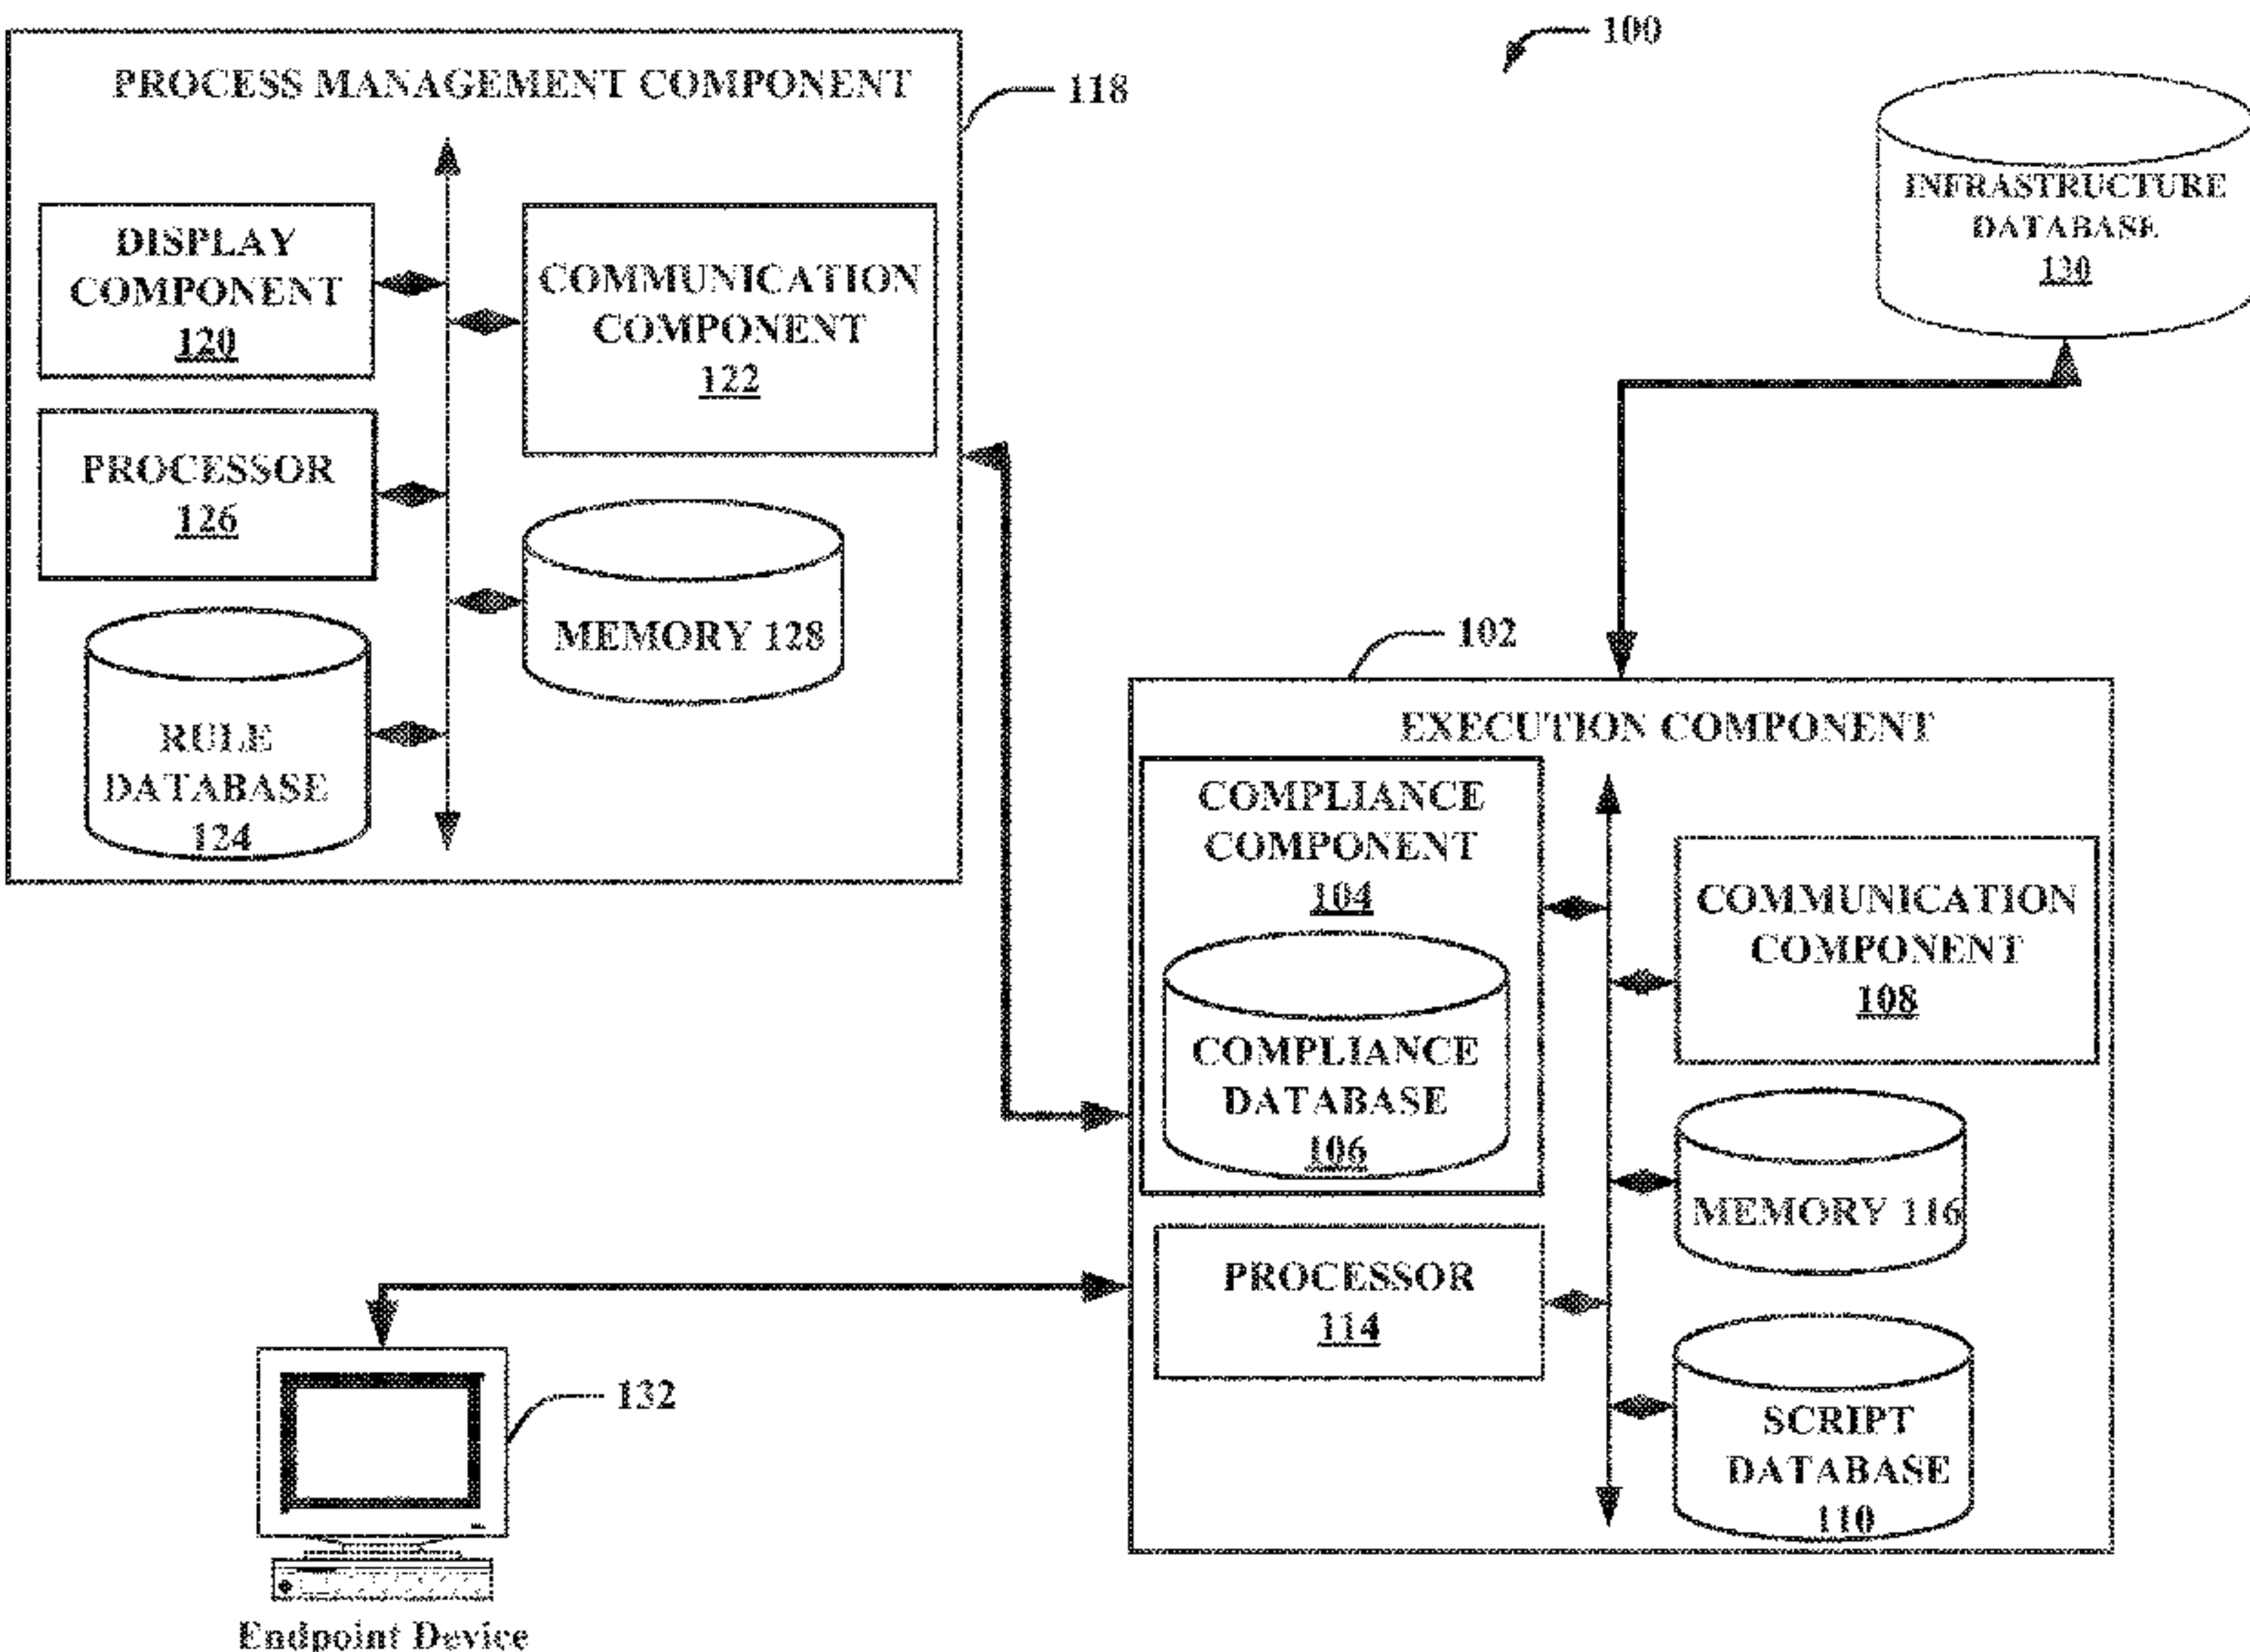 100
PROCESS MANAGEMENT COMPONENT
118
DISPLAY
COMPONENT
120
COMMUNICATION
COMPONENT
122
PROCESSOR
126
MEMORY 128
RULE
DATABASE
124
INFRASTRUCTURE
DATABASE
130
102
EXECUTION COMPONENT
COMPLIANCE
COMPONENT
104
COMPLIANCE
DATABASE
106
COMMUNICATION
COMPONENT
108
MEMORY 116
PROCESSOR
114
SCRIPT
DATABASE
110
132
Endpoint Device